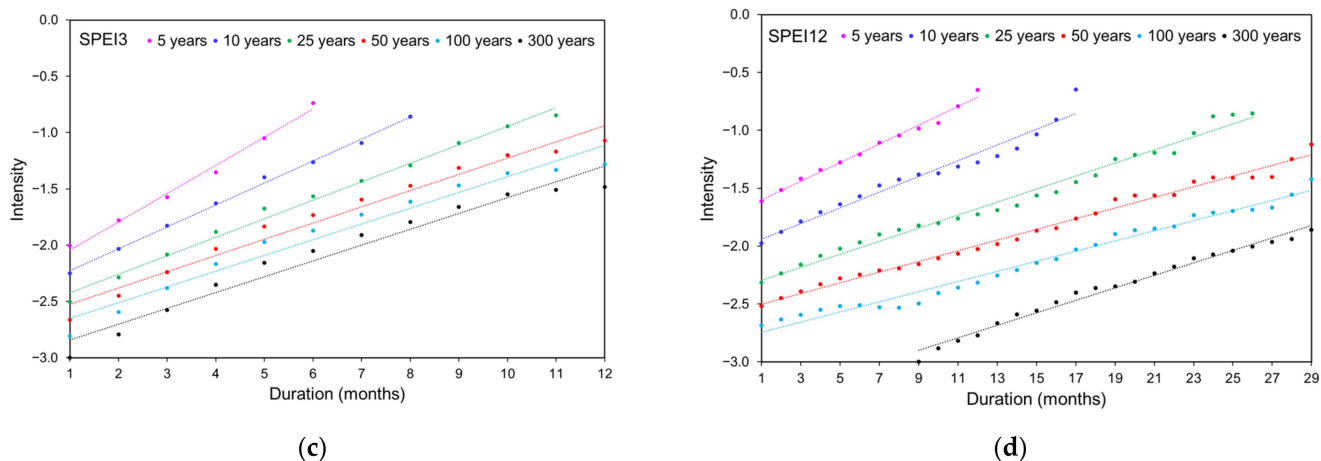 SPEI3 5 years 10 years 25 years 50 years 100 years 300 years
0.0
−0.5
−1.0
−1.5
−2.0
−2.5
−3.0
Intensity
1 2 3 4 5 6 7 8 9 10 11 12
Duration (months)
(c)
SPEI12 5 years 10 years 25 years 50 years 100 years 300 years
0.0
−0.5
−1.0
−1.5
−2.0
−2.5
−3.0
Intensity
1 3 5 7 9 11 13 15 17 19 21 23 25 27 29
Duration (months)
(d)